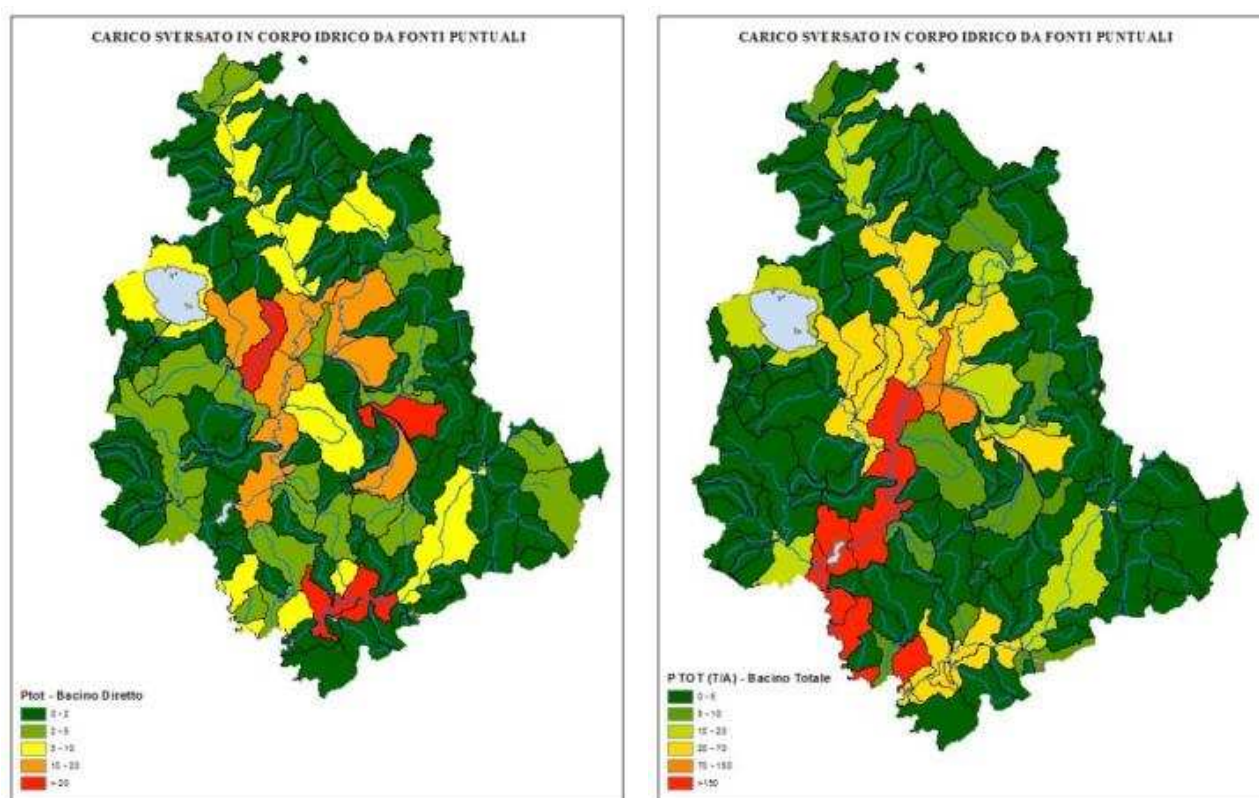 CARICO SVERSATO IN CORPO IDRICO DA FONTI PUNTUALI
Ptot - Bacino Diretto
0 - 2
2 - 5
5 - 10
10 - 20
> 20
CARICO SVERSATO IN CORPO IDRICO DA FONTI PUNTUALI
P TOT (T/A) - Bacino Totale
0 - 5
5 - 10
10 - 20
20 - 70
70 - 150
>150